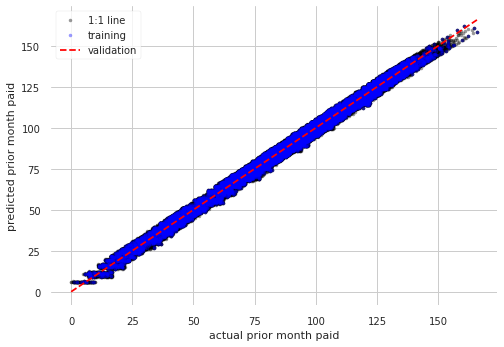 1:1 line
training
validation
predicted prior month paid
150
125
100
75
50
25
0
0
25
50
75
100
125
150
actual prior month paid